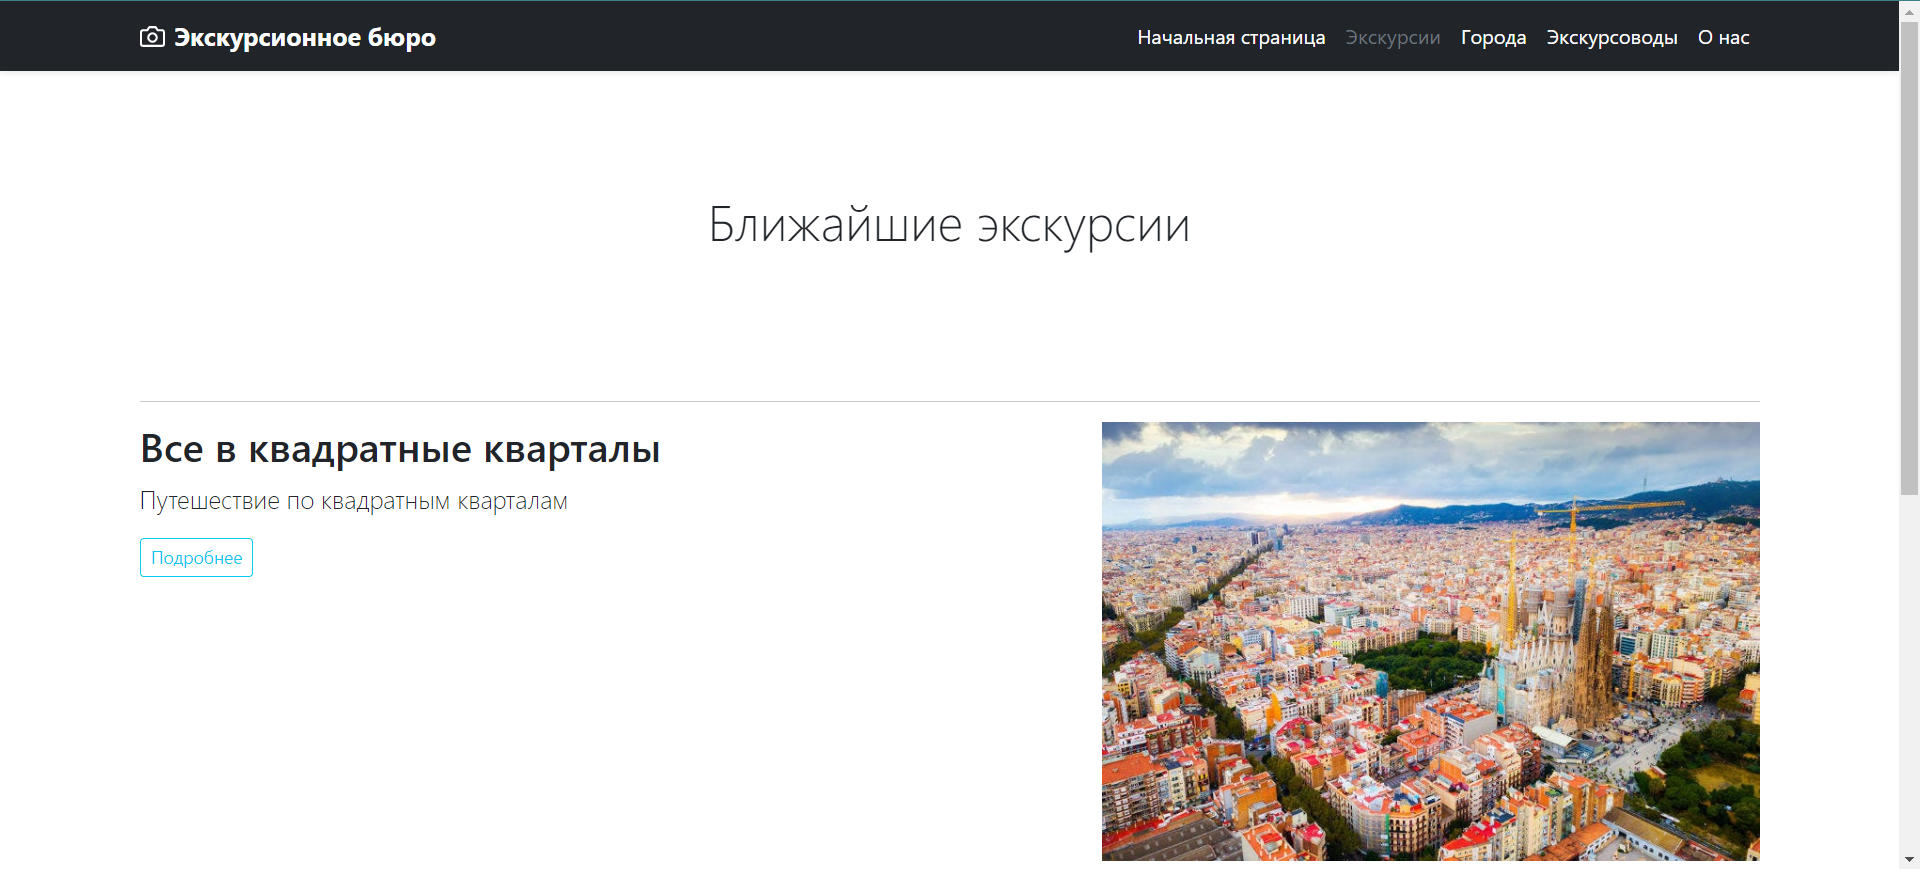 Экскурсионное бюро
Начальная страница Экскурсии Города Экскурсоводы О нас
Ближайшие экскурсии
Все в квадратные кварталы
Путешествие по квадратным кварталам
Подробнее